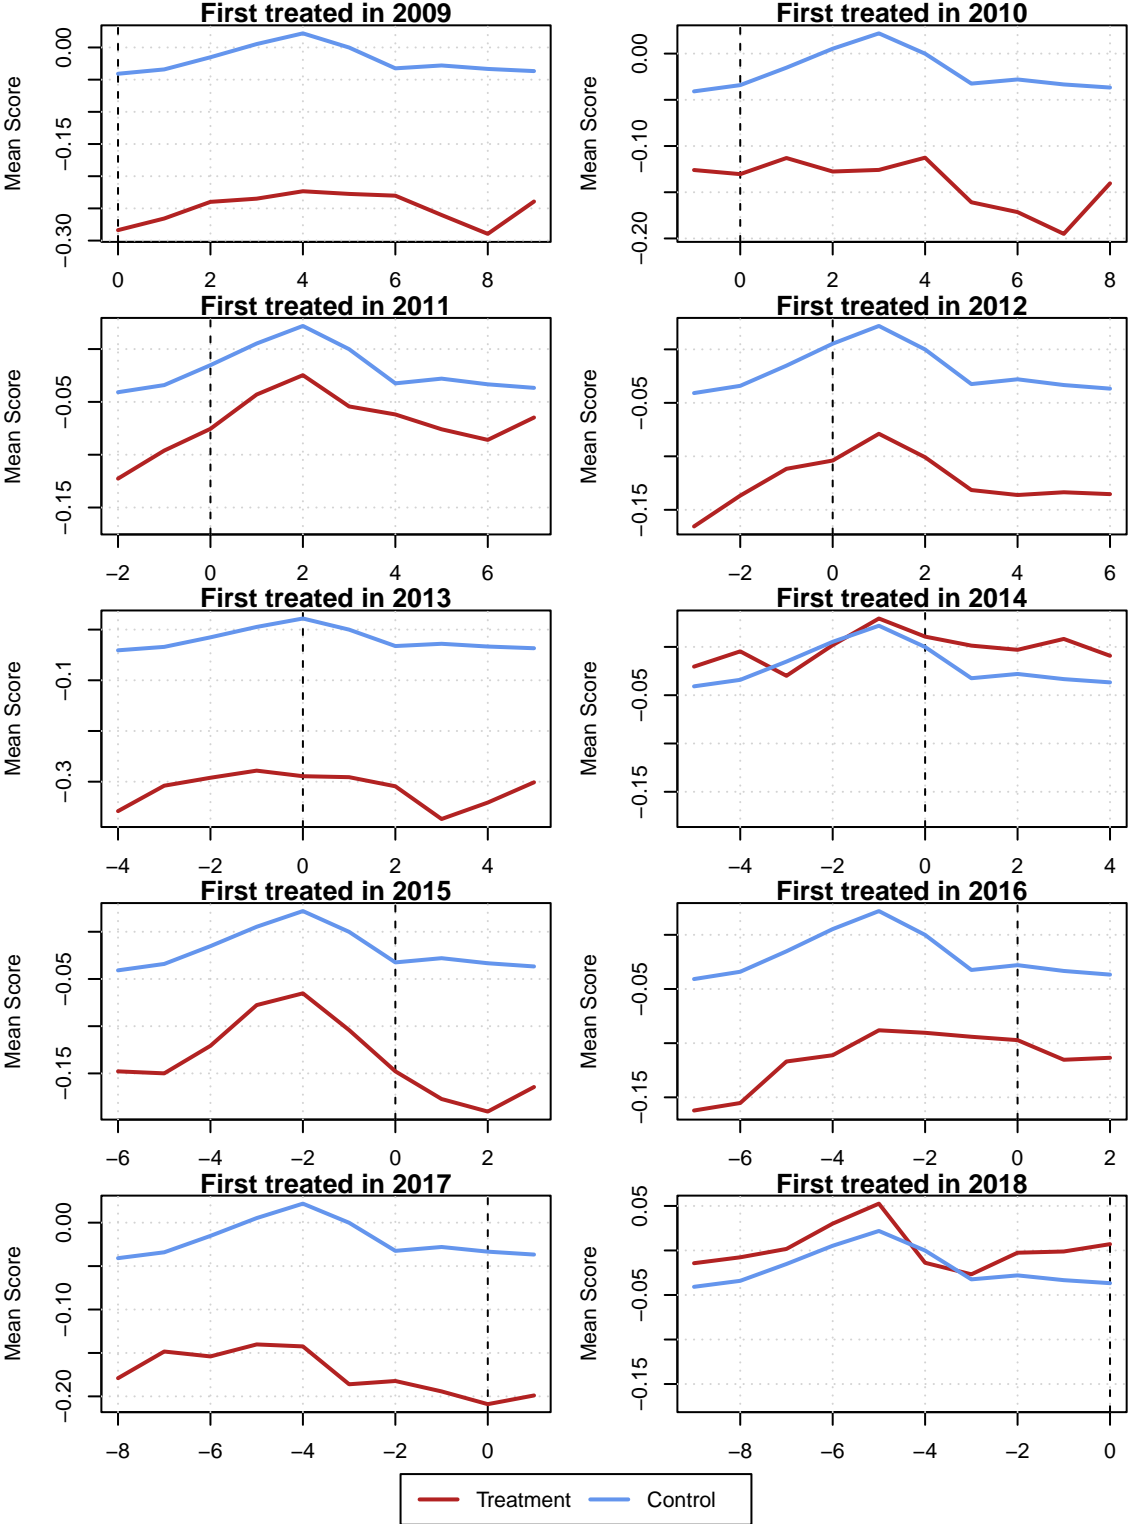 First treated in 2009
Mean Score
0.00
−0.15
−0.30
0 2 4 6 8
First treated in 2010
Mean Score
0.00
−0.10
−0.20
0 2 4 6 8
First treated in 2011
Mean Score
−0.05
−0.15
−2 0 2 4 6
First treated in 2012
Mean Score
−0.05
−0.15
−2 0 2 4 6
First treated in 2013
Mean Score
−0.1
−0.3
−4 −2 0 2 4
First treated in 2014
Mean Score
−0.05
−0.15
−4 −2 0 2 4
First treated in 2015
Mean Score
−0.05
−0.15
−6 −4 −2 0 2
First treated in 2016
Mean Score
−0.05
−0.15
−6 −4 −2 0 2
First treated in 2017
Mean Score
0.00
−0.10
−0.20
−8 −6 −4 −2 0
First treated in 2018
Mean Score
0.05
−0.05
−0.15
−8 −6 −4 −2 0
Treatment Control